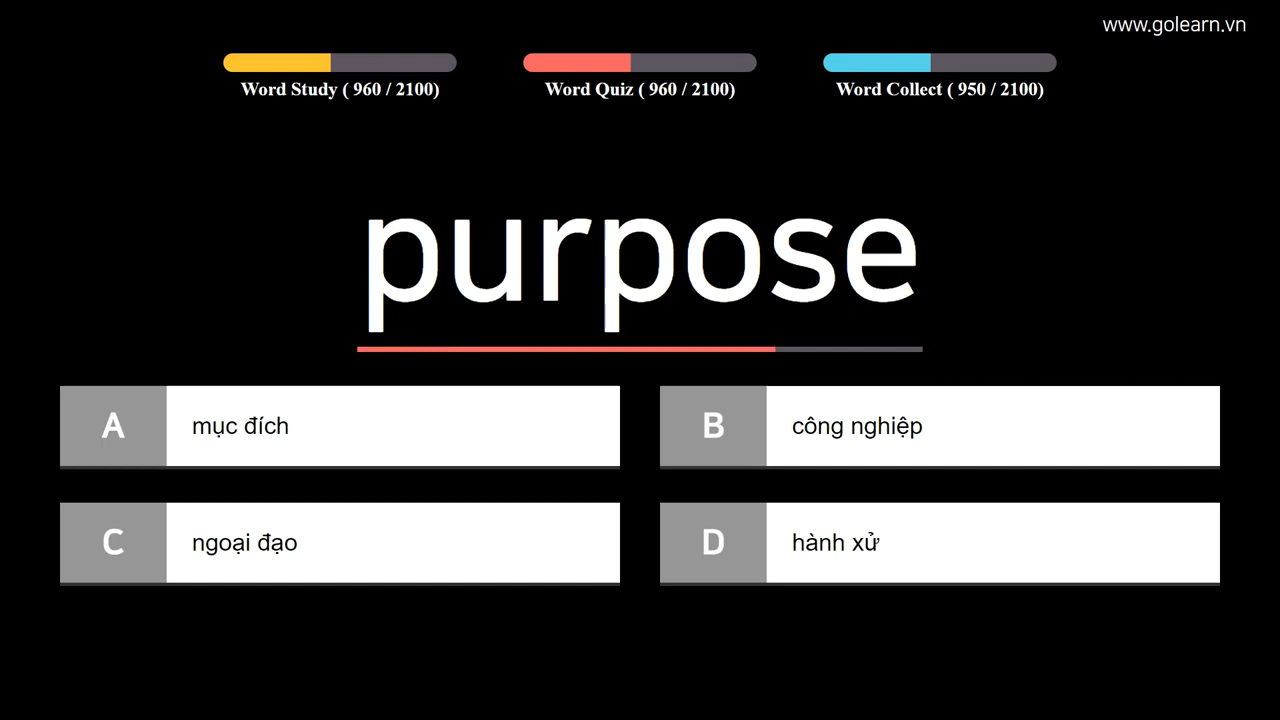 www.golearn.vn
Word Study ( 960 / 2100)
Word Quiz ( 960 / 2100)
Word Collect ( 950 / 2100)
purpose
A mục đích
B công nghiệp
C ngoại đạo
D hành xử